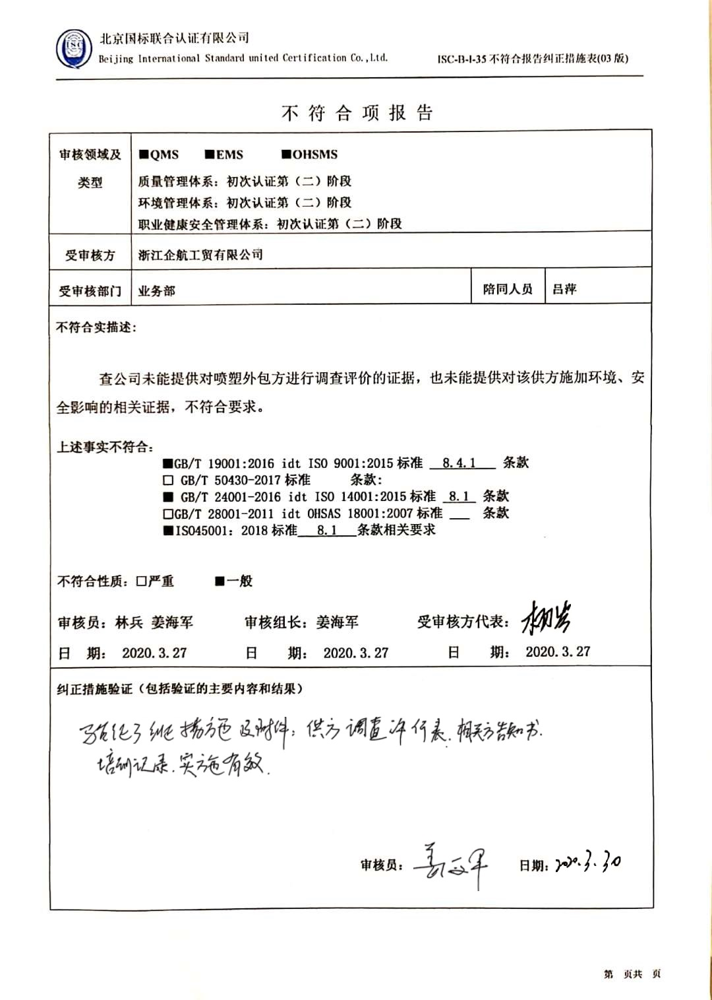 ISC
北京国标联合认证有限公司
Beijing International Standard united Certification Co.,Ltd.
ISC-B-I-35 不符合报告纠正措施表(03 版)
不符合项报告
审核领域及类型
■QMS ■EMS ■OHSMS
质量管理体系：初次认证第（二）阶段
环境管理体系：初次认证第（二）阶段
职业健康安全管理体系：初次认证第（二）阶段
受审核方 浙江企航工贸有限公司
受审核部门 业务部 陪同人员 吕萍
不符合实描述：
查公司未能提供对喷塑外包方进行调查评价的证据，也未能提供对该供方施加环境、安
全影响的相关证据，不符合要求。
上述事实不符合：
■GB/T 19001:2016 idt ISO 9001:2015 标准 8.4.1 条款
□ GB/T 50430-2017 标准 条款：
■ GB/T 24001-2016 idt ISO 14001:2015 标准 8.1 条款
□GB/T 28001-2011 idt OHSAS 18001:2007 标准 ___ 条款
■ISO45001：2018 标准 8.1 条款相关要求
不符合性质：□严重 ■一般
审核员：林兵 姜海军 审核组长：姜海军 受审核方代表：
日 期： 2020.3.27 日 期： 2020.3.27 日 期： 2020.3.27
纠正措施验证（包括验证的主要内容和结果）
纠正措施及附件：供方调查评价表、相关方告知书、
培训记录、实施有效.
审核员：姜海军 日期：2020.3.30
第 页共 页